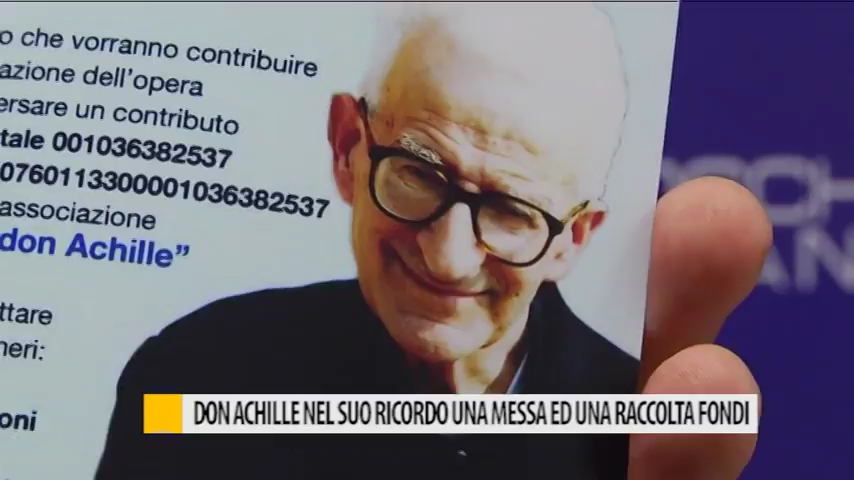 o che vorranno contribuire
azione dell'opera
ersare un contributo
tale 001036382537
07601133000001036382537
associazione
don Achille”
ttare
neri:
oni
DON ACHILLE NEL SUO RICORDO UNA MESSA ED UNA RACCOLTA FONDI